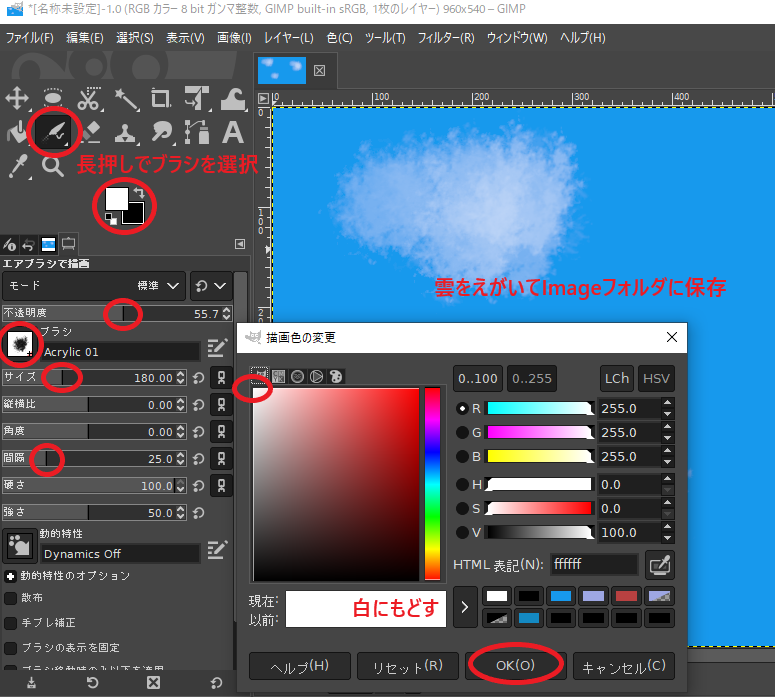 *[名称未設定]-1.0 (RGB カラー 8 bit ガンマ整数, GIMP built-in sRGB, 1枚のレイヤー) 960x540 – GIMP
ファイル(F) 編集(E) 選択(S) 表示(V) 画像(I) レイヤー(L) 色(C) ツール(T) フィルター(R) ウィンドウ(W) ヘルプ(H)
0 100 200 300 400
0
100
200
長押しでブラシを選択
エアブラシで描画
モード 標準
不透明度 55.7
ブラシ
Acrylic 01
サイズ 180.00
縦横比 0.00
角度 0.00
間隔 25.0
硬さ 100.0
強さ 50.0
動的特性
Dynamics Off
動的特性のオプション
散布
手ブレ補正
ブラシの表示を固定
雲をえがいてImageフォルダに保存
描画色の変更
0..100 0..255 LCh HSV
R 255.0
G 255.0
B 255.0
H 0.0
S 0.0
V 100.0
HTML 表記(N): ffffff
現在:
以前:
白にもどす
ヘルプ(H) リセット(R) OK(O) キャンセル(C)